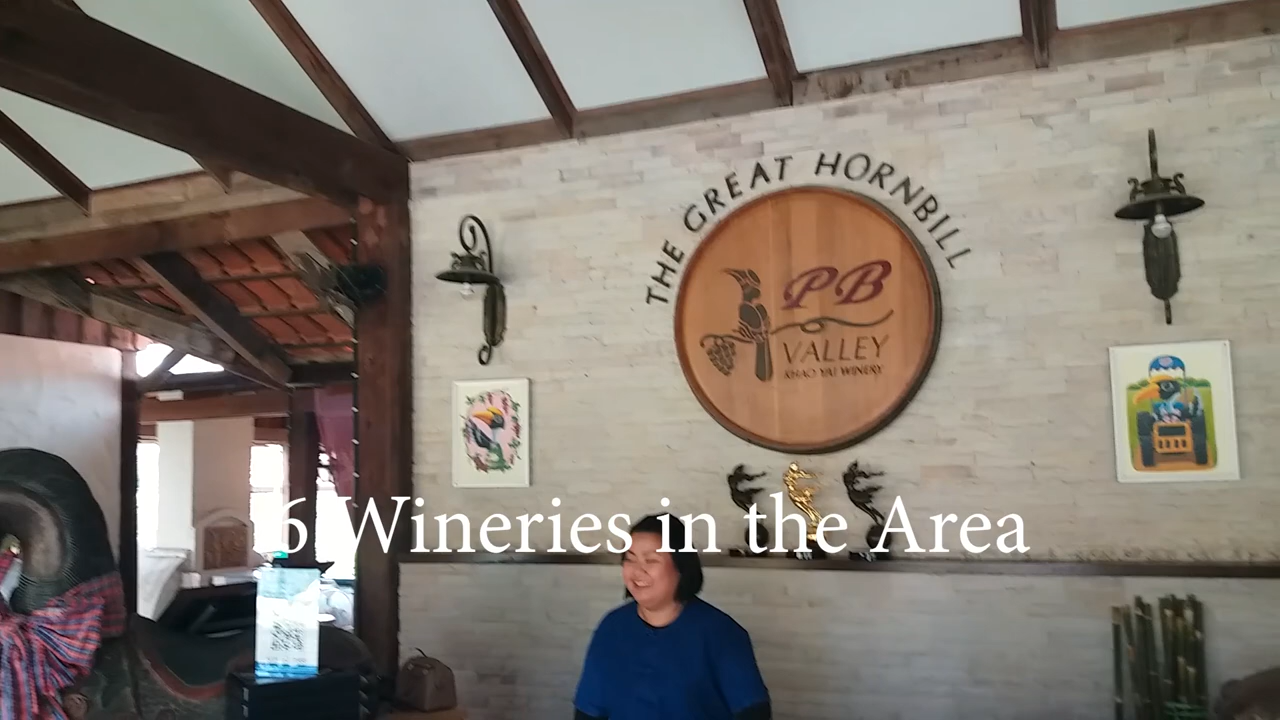 THE GREAT HORNBILL
PB
VALLEY
KHAO YAI WINERY
6 Wineries in the Area